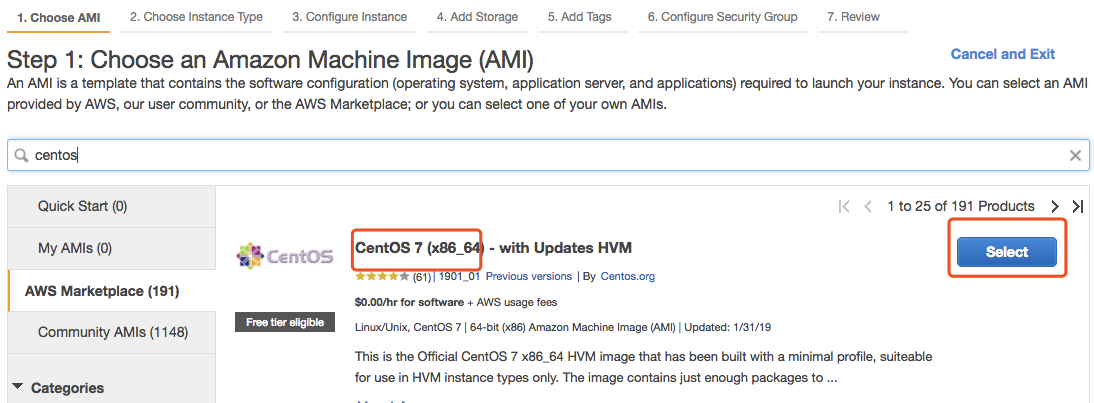 1. Choose AMI 2. Choose Instance Type 3. Configure Instance 4. Add Storage 5. Add Tags 6. Configure Security Group 7. Review
Step 1: Choose an Amazon Machine Image (AMI)
Cancel and Exit
An AMI is a template that contains the software configuration (operating system, application server, and applications) required to launch your instance. You can select an AMI
provided by AWS, our user community, or the AWS Marketplace; or you can select one of your own AMIs.
centos
Quick Start (0)
My AMIs (0)
AWS Marketplace (191)
Community AMIs (1148)
Categories
1 to 25 of 191 Products
CentOS
Free tier eligible
CentOS 7 (x86_64) - with Updates HVM
Select
(61) | 1901_01 Previous versions | By Centos.org
$0.00/hr for software + AWS usage fees
Linux/Unix, CentOS 7 | 64-bit (x86) Amazon Machine Image (AMI) | Updated: 1/31/19
This is the Official CentOS 7 x86_64 HVM image that has been built with a minimal profile, suiteable
for use in HVM instance types only. The image contains just enough packages to ...